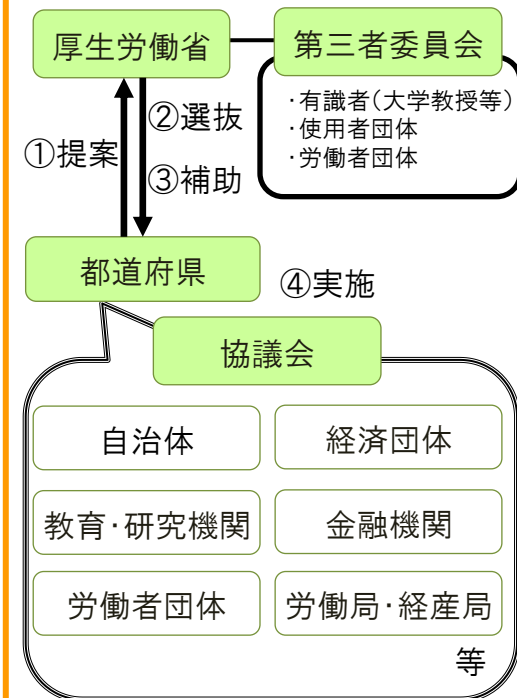 厚生労働省
第三者委員会
・有識者(大学教授等)
・使用者団体
・労働者団体
①提案
②選抜
③補助
都道府県
④実施
協議会
自治体
経済団体
教育・研究機関
金融機関
労働者団体
労働局・経産局
等